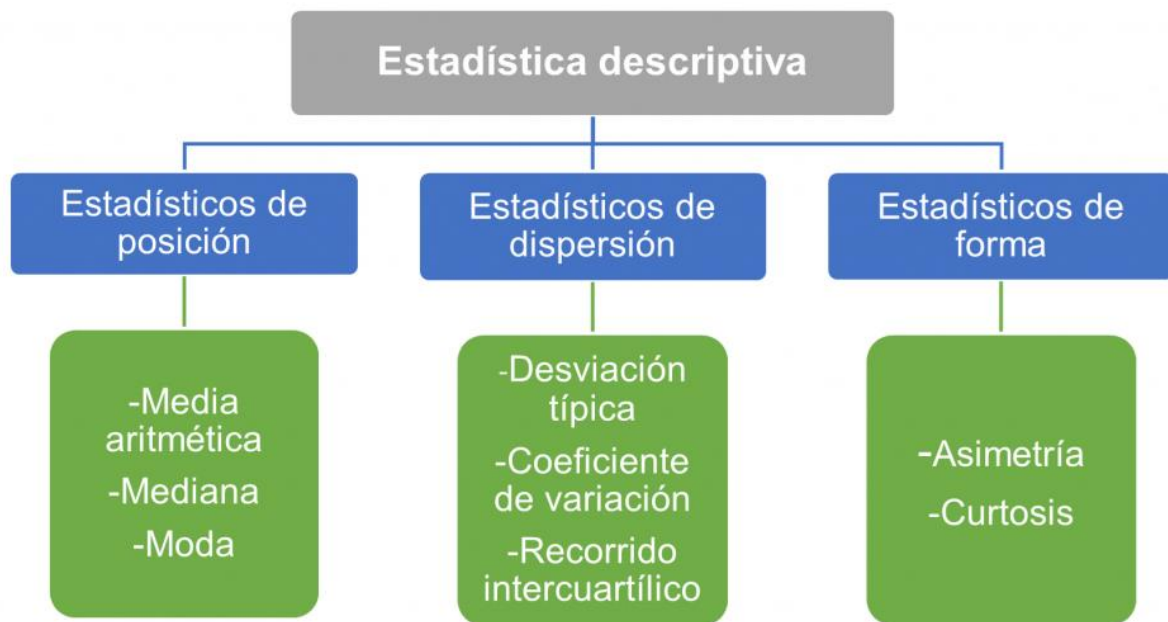 Estadística descriptiva
Estadísticos de
posición
Estadísticos de
dispersión
Estadísticos de
forma
-Media
aritmética
-Mediana
-Moda
-Desviación
típica
-Coeficiente
de variación
-Recorrido
intercuartílico
-Asimetría
-Curtosis